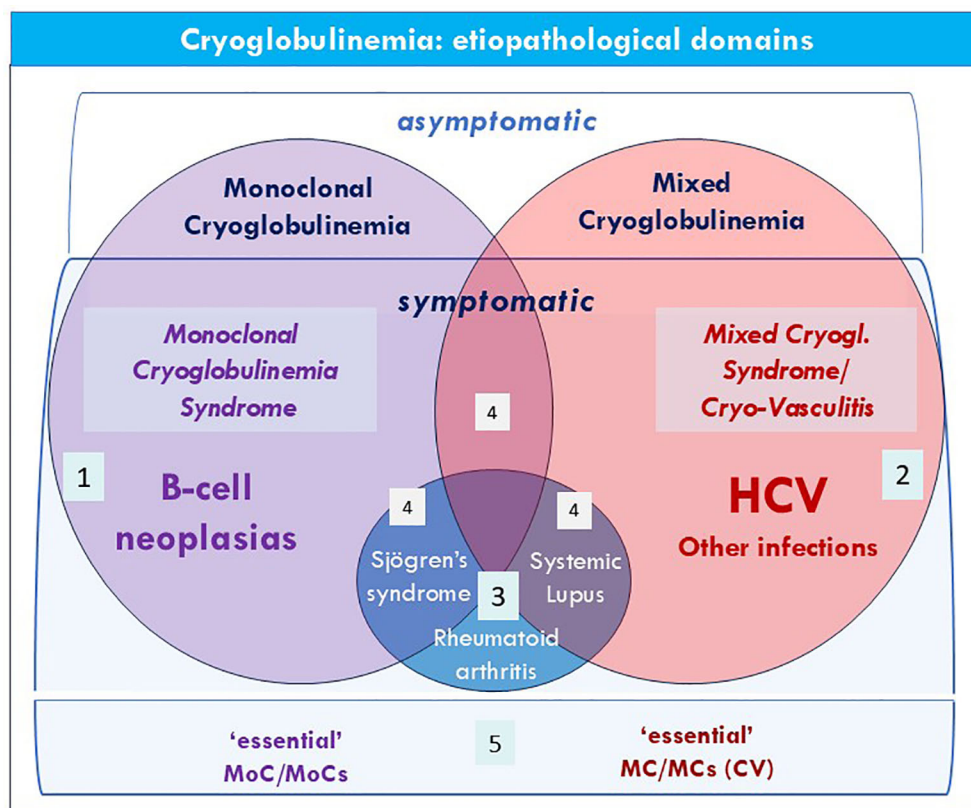 Cryoglobulinemia: etiopathological domains
asymptomatic
Monoclonal
Cryoglobulinemia
Mixed
Cryoglobulinemia
symptomatic
Monoclonal
Cryoglobulinemia
Syndrome
Mixed Cryogl.
Syndrome/
Cryo-Vasculitis
4
1
B-cell
neoplasias
2
HCV
Other infections
4
4
Sjögren's
syndrome
Systemic
Lupus
3
Rheumatoid
arthritis
‘essential’
MoC/MoCs
5
‘essential’
MC/MCs (CV)